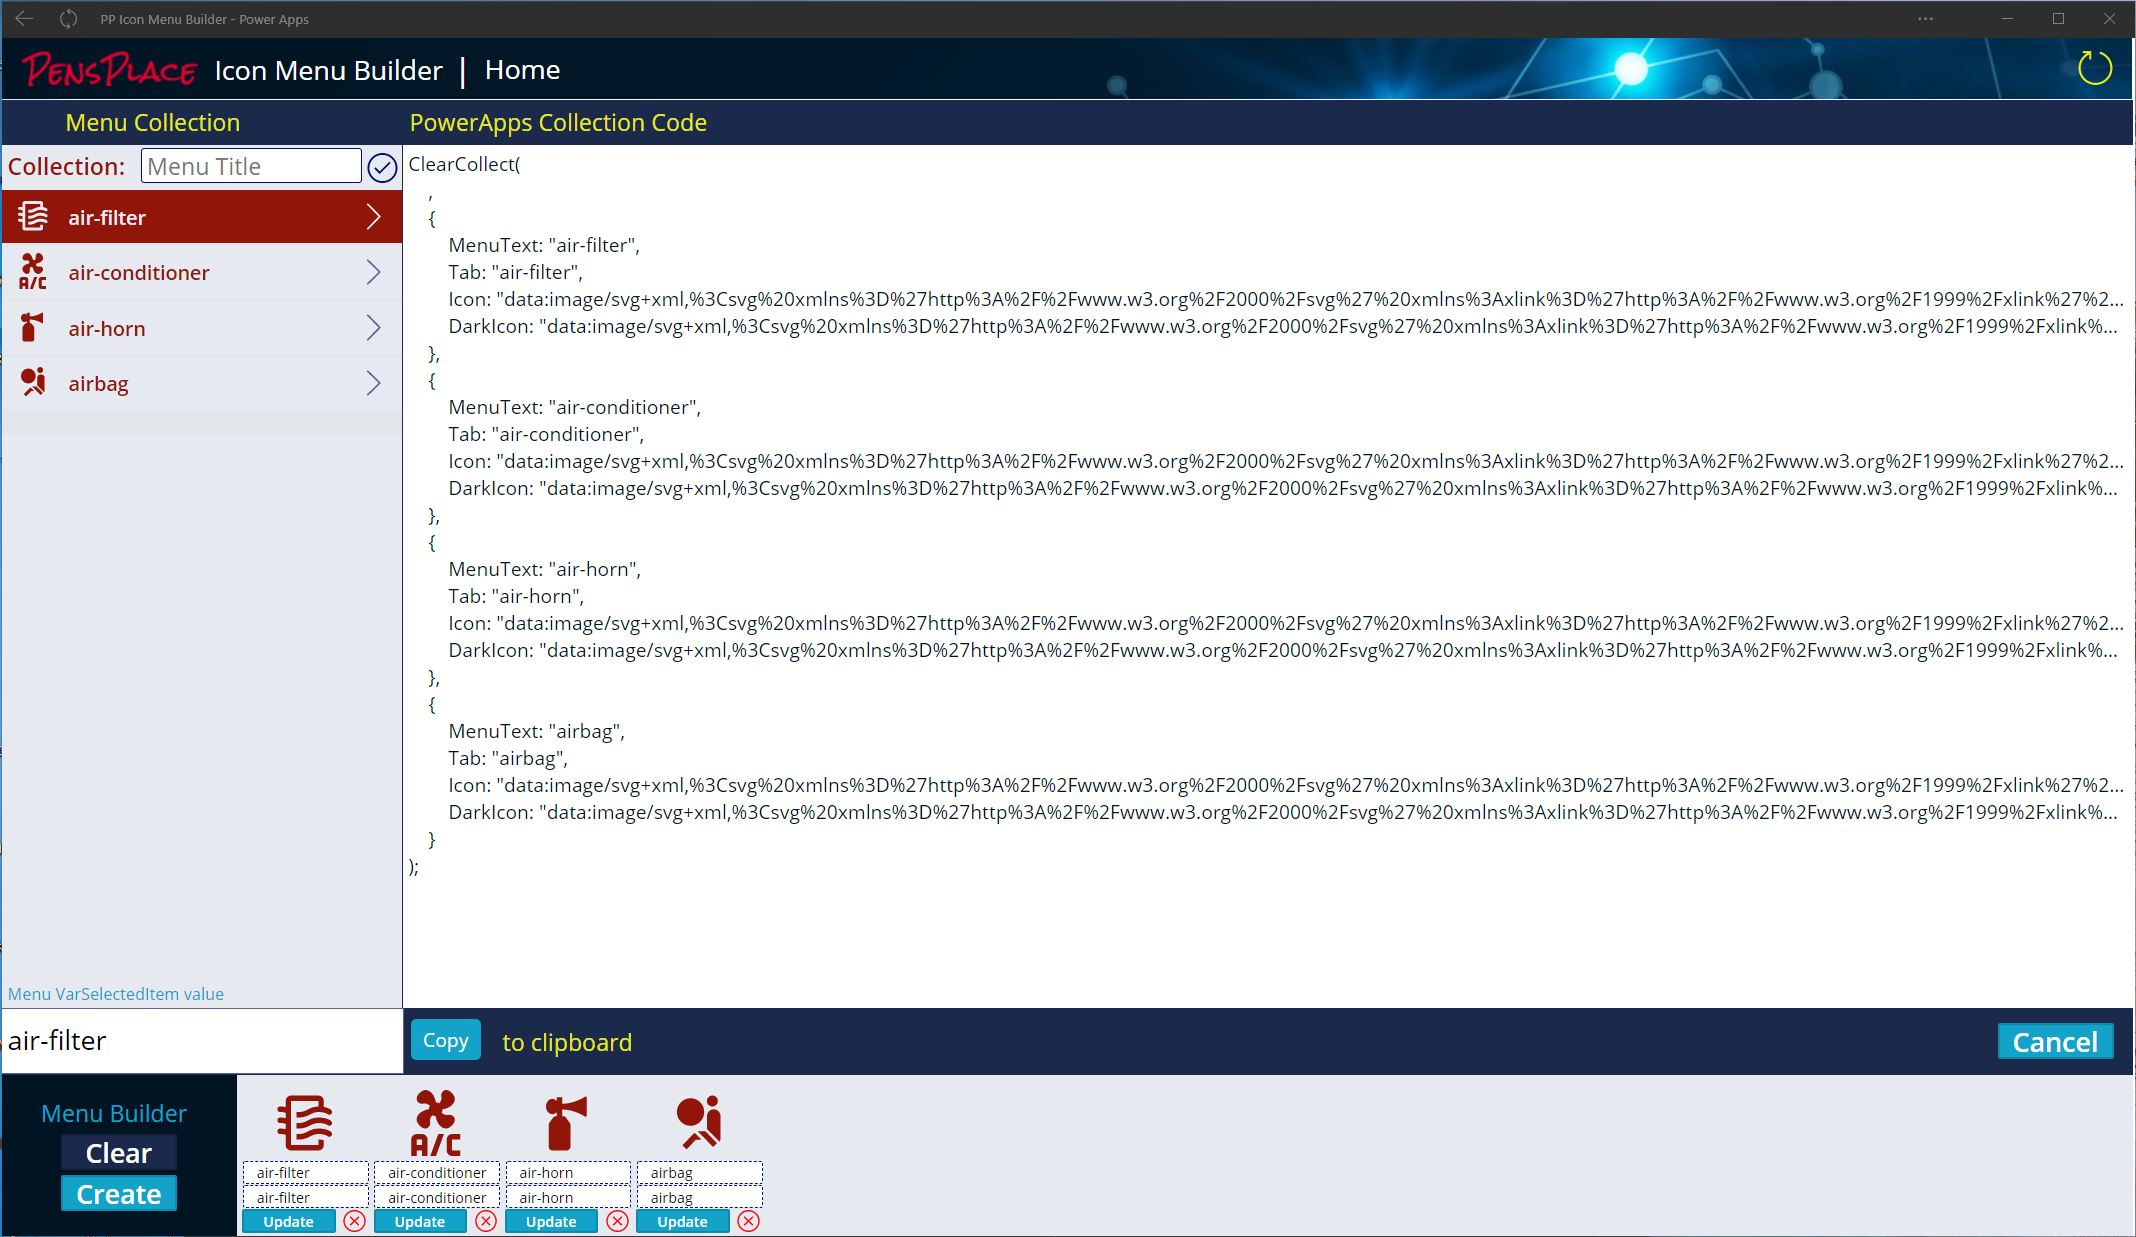 PP Icon Menu Builder - Power Apps
PENSPLACE Icon Menu Builder | Home
Menu Collection
PowerApps Collection Code
Collection: Menu Title
air-filter
A/C air-conditioner
air-horn
airbag
ClearCollect(
,
{
MenuText: "air-filter",
Tab: "air-filter",
Icon: "data:image/svg+xml,%3Csvg%20xmlns%3D%27http%3A%2F%2Fwww.w3.org%2F2000%2Fsvg%27%20xmlns%3Axlink%3D%27http%3A%2F%2Fwww.w3.org%2F1999%2Fxlink%27%2...
DarkIcon: "data:image/svg+xml,%3Csvg%20xmlns%3D%27http%3A%2F%2Fwww.w3.org%2F2000%2Fsvg%27%20xmlns%3Axlink%3D%27http%3A%2F%2Fwww.w3.org%2F1999%2Fxlink%...
},
{
MenuText: "air-conditioner",
Tab: "air-conditioner",
Icon: "data:image/svg+xml,%3Csvg%20xmlns%3D%27http%3A%2F%2Fwww.w3.org%2F2000%2Fsvg%27%20xmlns%3Axlink%3D%27http%3A%2F%2Fwww.w3.org%2F1999%2Fxlink%27%2...
DarkIcon: "data:image/svg+xml,%3Csvg%20xmlns%3D%27http%3A%2F%2Fwww.w3.org%2F2000%2Fsvg%27%20xmlns%3Axlink%3D%27http%3A%2F%2Fwww.w3.org%2F1999%2Fxlink%...
},
{
MenuText: "air-horn",
Tab: "air-horn",
Icon: "data:image/svg+xml,%3Csvg%20xmlns%3D%27http%3A%2F%2Fwww.w3.org%2F2000%2Fsvg%27%20xmlns%3Axlink%3D%27http%3A%2F%2Fwww.w3.org%2F1999%2Fxlink%27%2...
DarkIcon: "data:image/svg+xml,%3Csvg%20xmlns%3D%27http%3A%2F%2Fwww.w3.org%2F2000%2Fsvg%27%20xmlns%3Axlink%3D%27http%3A%2F%2Fwww.w3.org%2F1999%2Fxlink%...
},
{
MenuText: "airbag",
Tab: "airbag",
Icon: "data:image/svg+xml,%3Csvg%20xmlns%3D%27http%3A%2F%2Fwww.w3.org%2F2000%2Fsvg%27%20xmlns%3Axlink%3D%27http%3A%2F%2Fwww.w3.org%2F1999%2Fxlink%27%2...
DarkIcon: "data:image/svg+xml,%3Csvg%20xmlns%3D%27http%3A%2F%2Fwww.w3.org%2F2000%2Fsvg%27%20xmlns%3Axlink%3D%27http%3A%2F%2Fwww.w3.org%2F1999%2Fxlink%...
}
);
Menu VarSelectedItem value
air-filter
Copy to clipboard
Cancel
Menu Builder
Clear
Create
A/C
air-filter air-conditioner air-horn airbag
air-filter air-conditioner air-horn airbag
Update Update Update Update